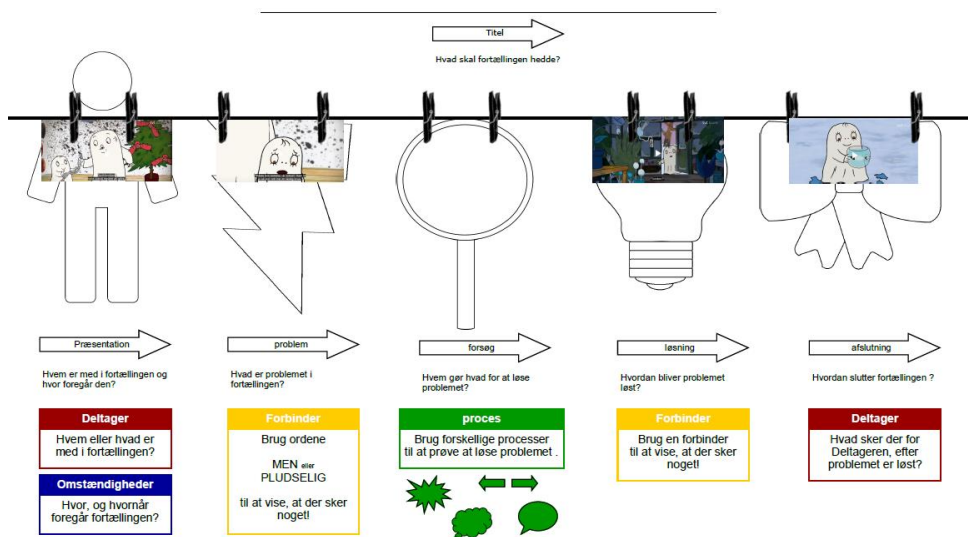 Titel
Hvad skal fortællingen hedde?
Præsentation
Hvem er med i fortællingen og
hvor foregår den?
problem
Hvad er problemet i
fortællingen?
forsøg
Hvem gør hvad for at løse
problemet?
løsning
Hvordan bliver problemet
løst?
afslutning
Hvordan slutter fortællingen ?
Deltager
Hvem eller hvad er
med i fortællingen?
Omstændigheder
Hvor, og hvornår
foregår fortællingen?
Forbinder
Brug ordene
MEN eller
PLUDSELIG
til at vise, at der sker
noget!
proces
Brug forskellige processer
til at prøve at løse problemet .
Forbinder
Brug en forbinder
til at vise, at der sker
noget!
Deltager
Hvad sker der for
Deltageren, efter
problemet er løst?